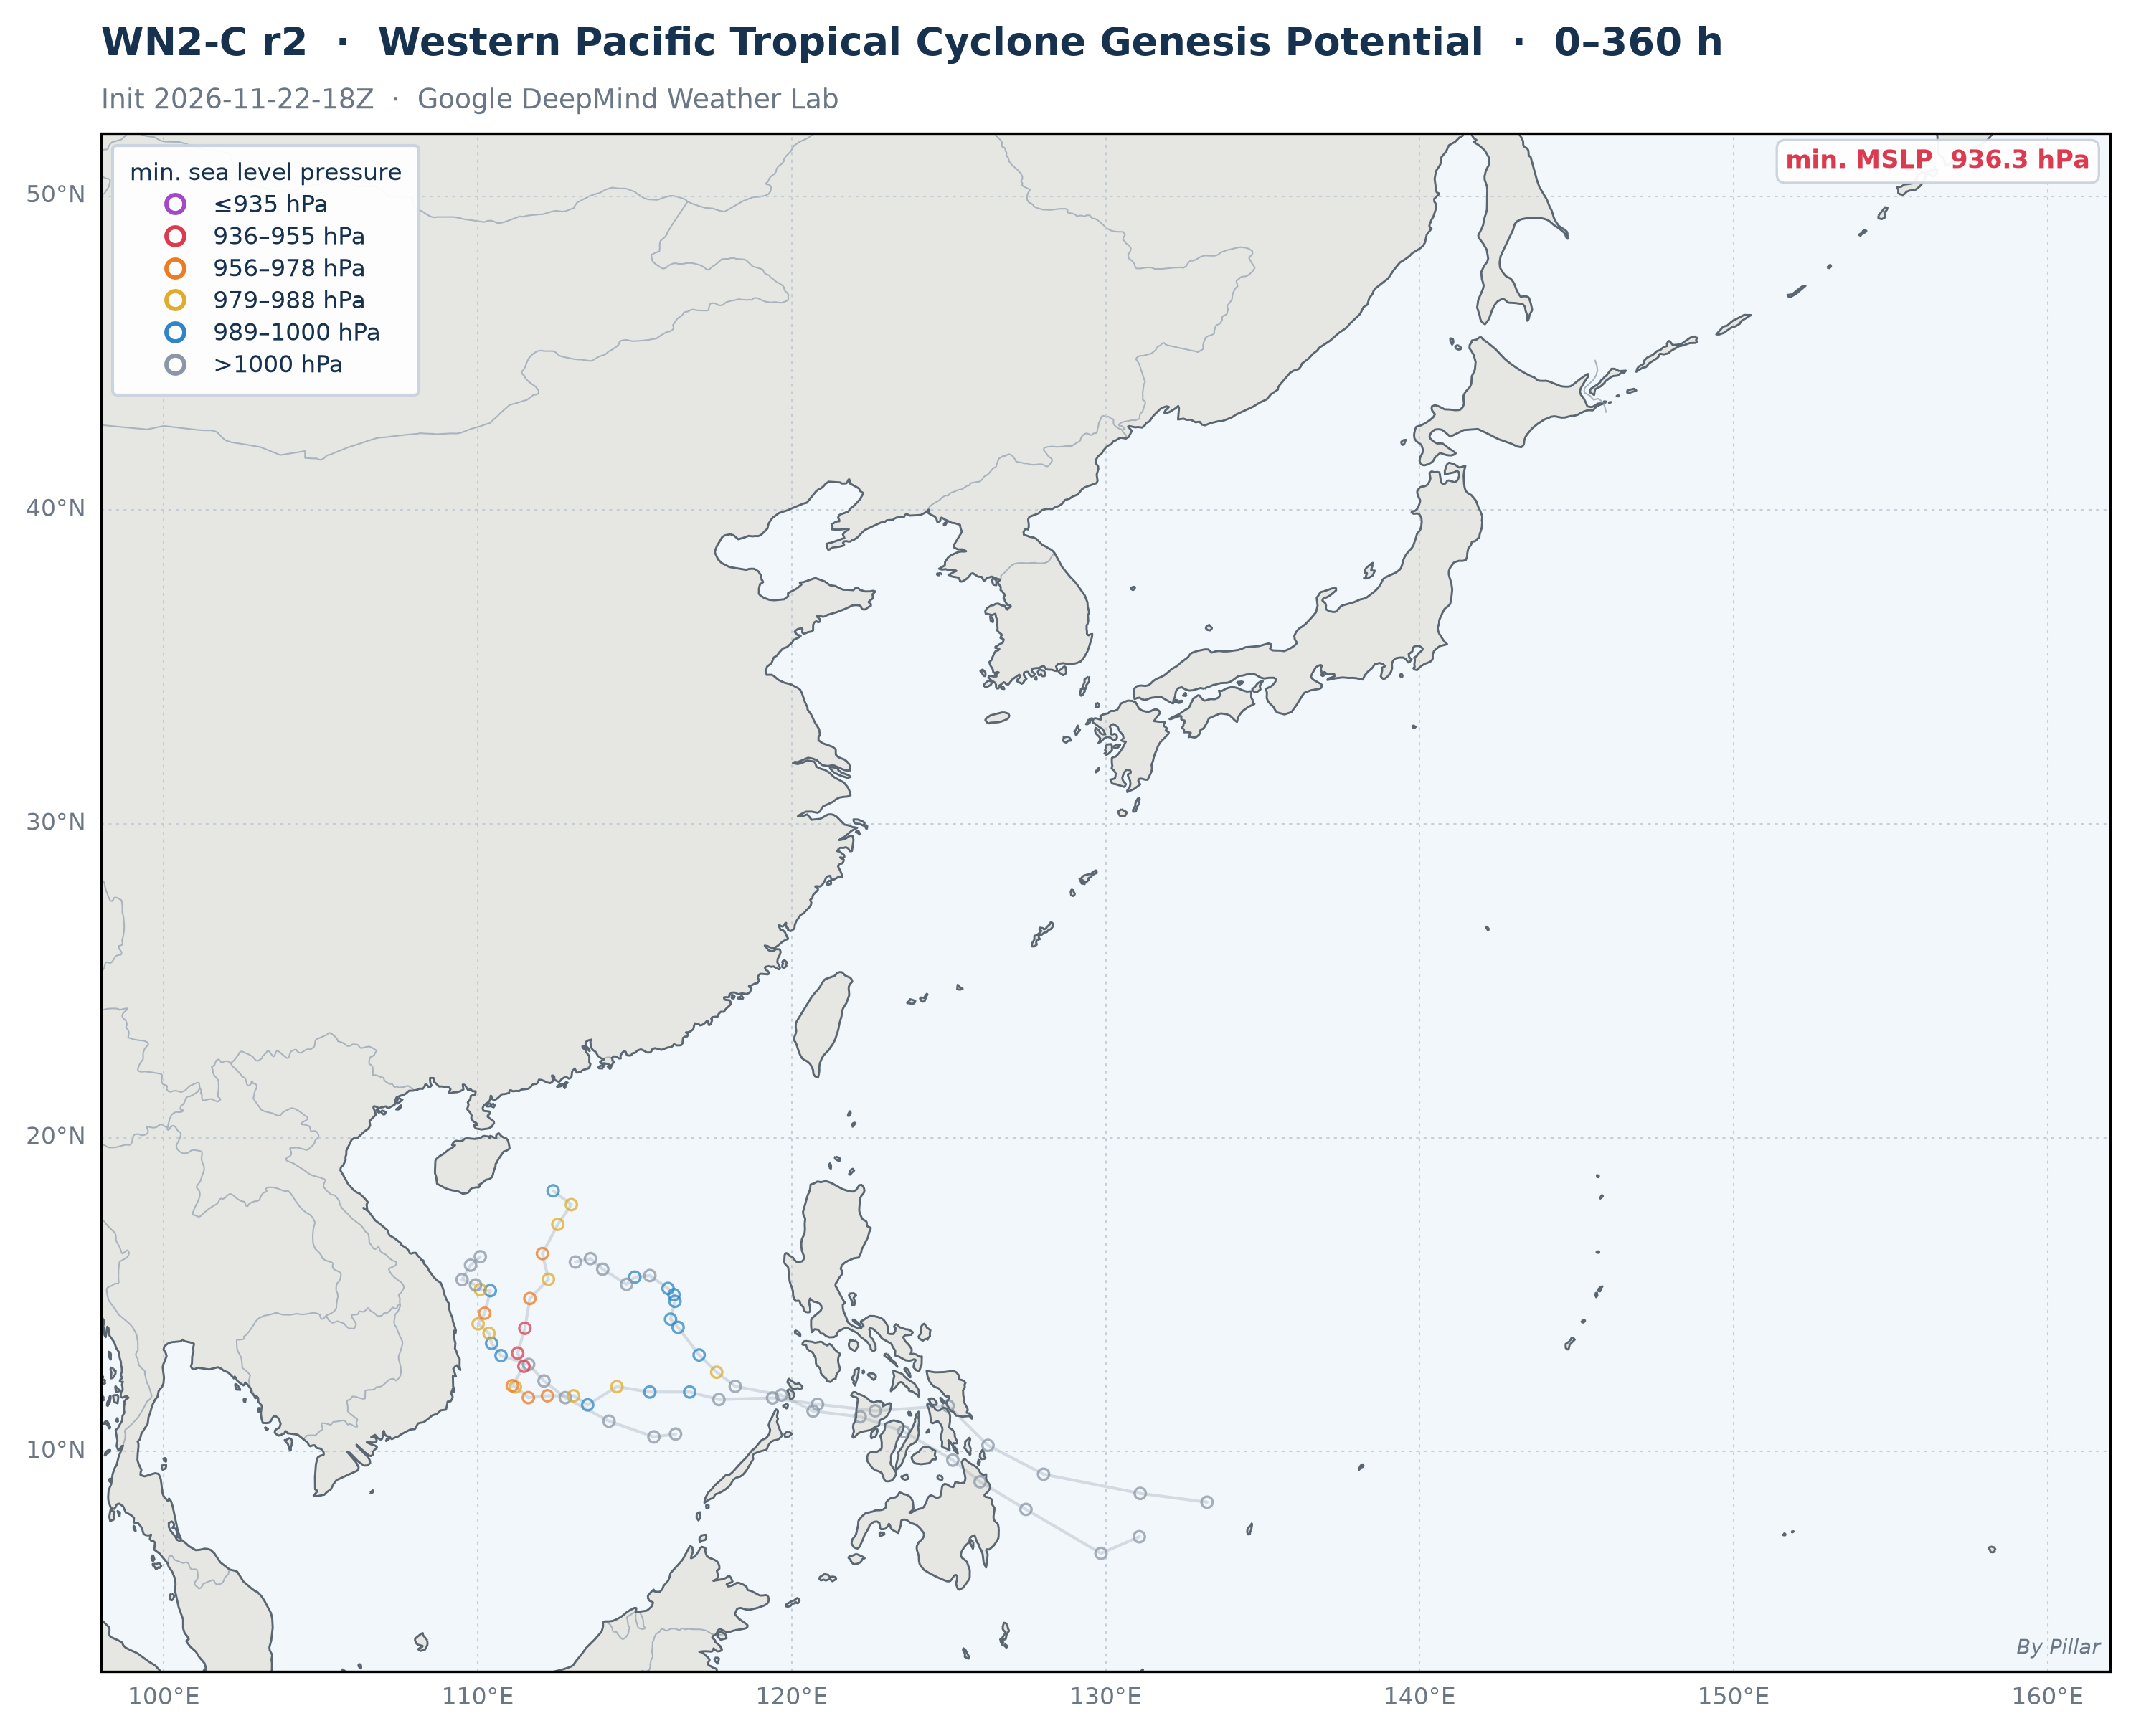 WN2-C r2 · Western Pacific Tropical Cyclone Genesis Potential · 0–360 h
Init 2026-11-22-18Z · Google DeepMind Weather Lab
min. sea level pressure
≤935 hPa
936–955 hPa
956–978 hPa
979–988 hPa
989–1000 hPa
>1000 hPa
min. MSLP 936.3 hPa
50°N
40°N
30°N
20°N
10°N
By Pillar
100°E 110°E 120°E 130°E 140°E 150°E 160°E